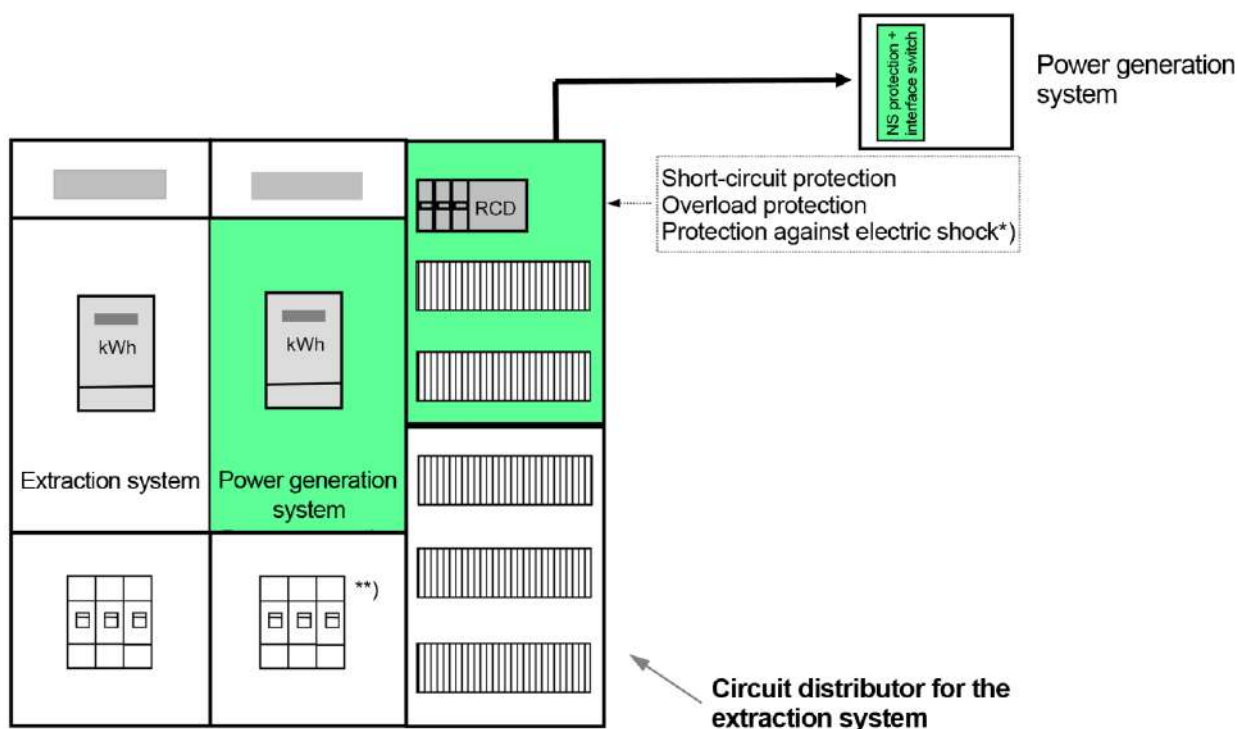 NS protection +
interface switch
Power generation
system
Short-circuit protection
Overload protection
Protection against electric shock*)
RCD
kWh
kWh
Extraction system
Power generation
system
**)
Circuit distributor for the
extraction system